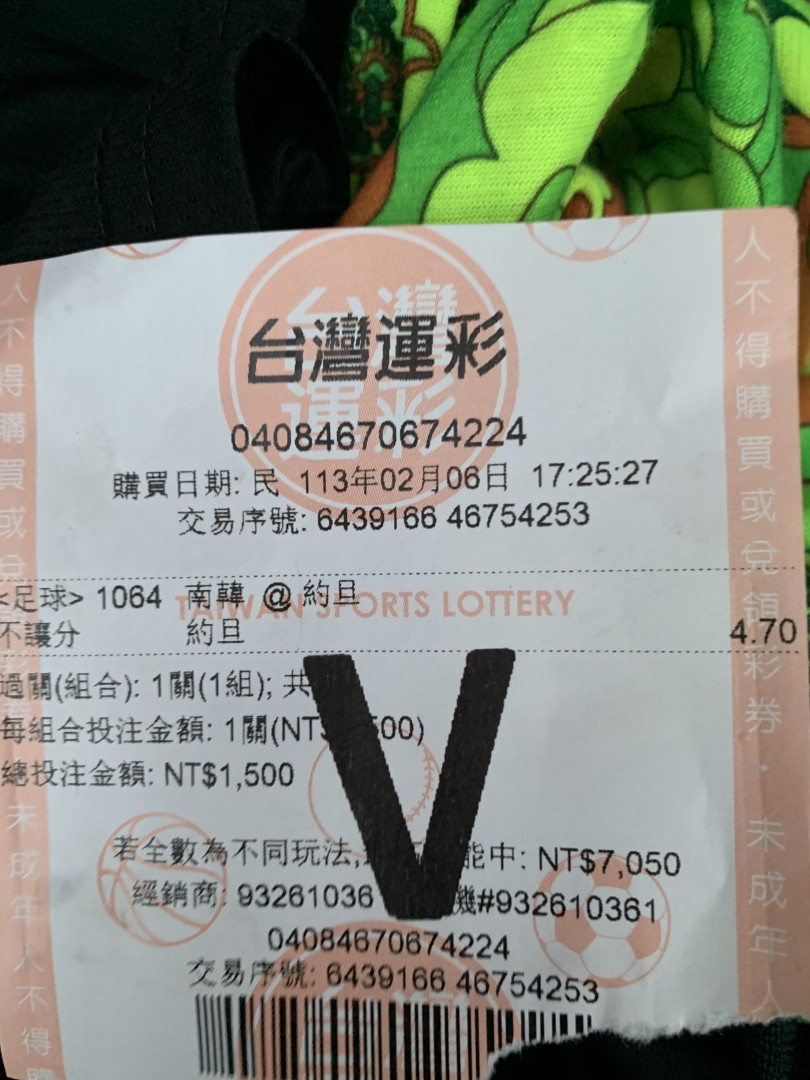 台灣運彩
04084670674224
購買日期: 民 113年02月06日 17:25:27
交易序號: 6439166 46754253
<足球> 1064 南韓 @ 約旦
TAIWAN SPORTS LOTTERY
不讓分 約旦 4.70
過關(組合): 1關(1組); 共
每組合投注金額: 1關(NT 500)
總投注金額: NT$1,500
V
若全數為不同玩法, 能中: NT$7,050
經銷商: 93261036 機#932610361
04084670674224
交易序號: 6439166 46754253
人不得購買或兌
未成年人不得購
人不得購買或兌領彩券.未成年人
台灣運彩